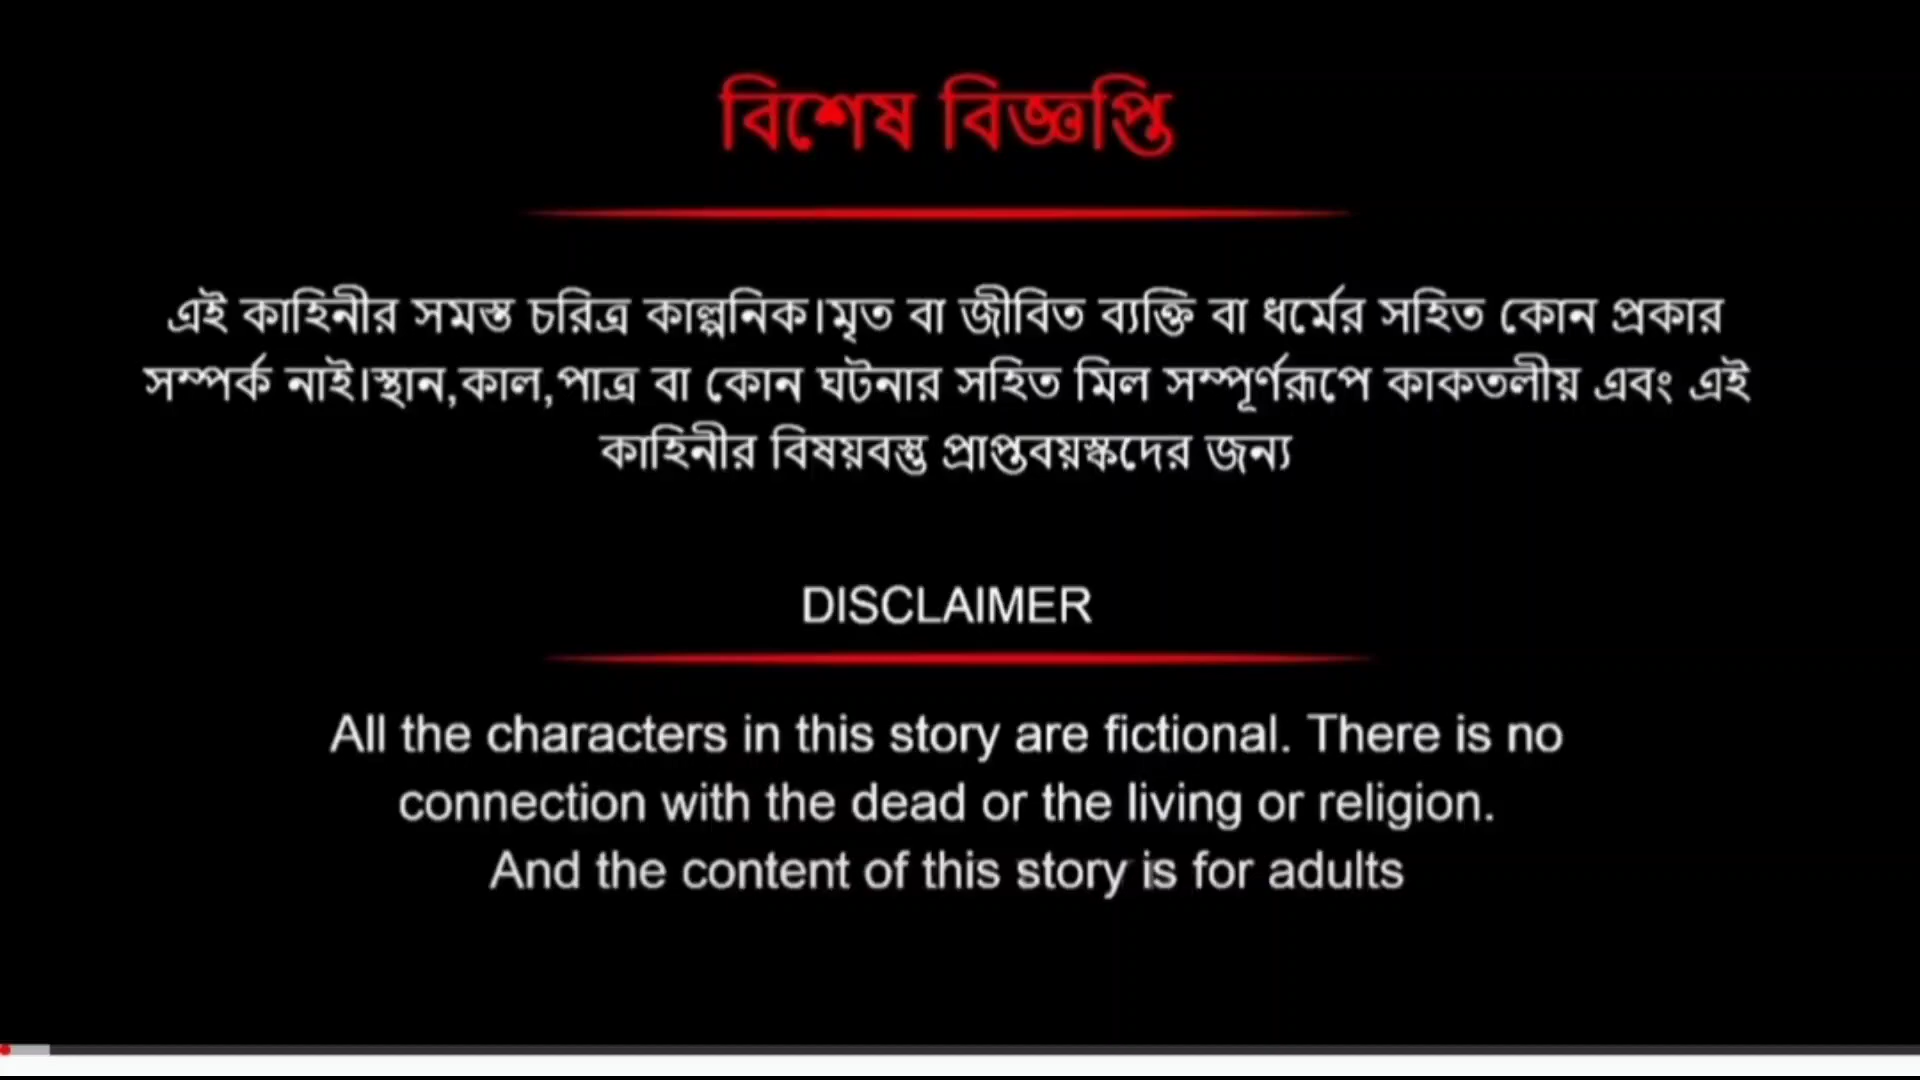 বিশেষ বিজ্ঞপ্তি
এই কাহিনীর সমস্ত চরিত্র কাল্পনিক।মৃত বা জীবিত ব্যক্তি বা ধর্মের সহিত কোন প্রকার
সম্পর্ক নাই।স্থান,কাল,পাত্র বা কোন ঘটনার সহিত মিল সম্পূর্ণরূপে কাকতলীয় এবং এই
কাহিনীর বিষয়বস্তু প্রাপ্তবয়স্কদের জন্য
DISCLAIMER
All the characters in this story are fictional. There is no
connection with the dead or the living or religion.
And the content of this story is for adults